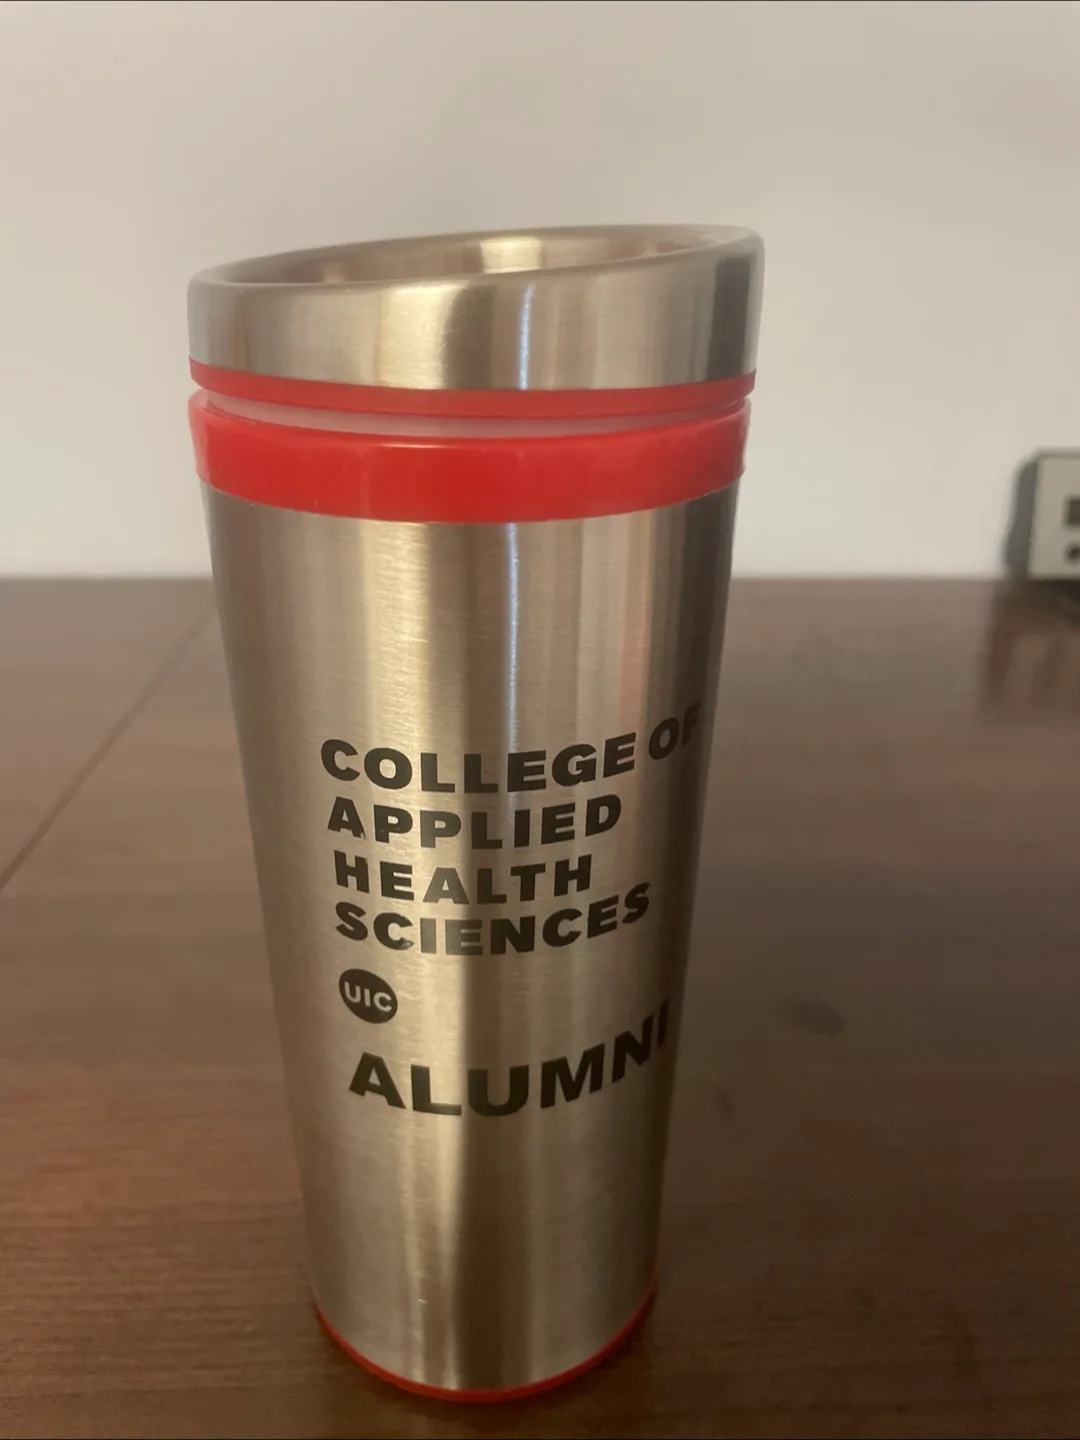 COLLEGE OF
APPLIED
HEALTH
SCIENCES
UIC
ALUMNI